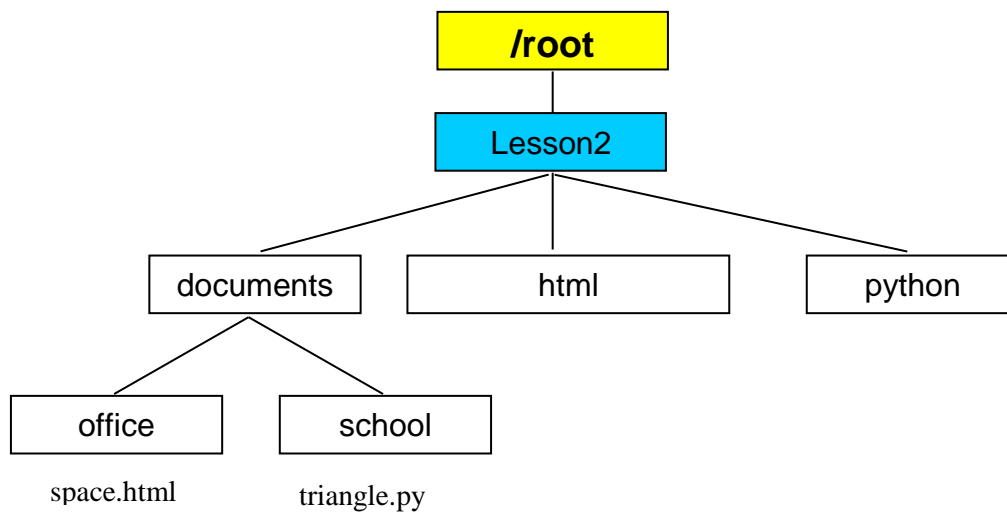 /root
Lesson2
documents
html
python
office
school
space.html
triangle.py